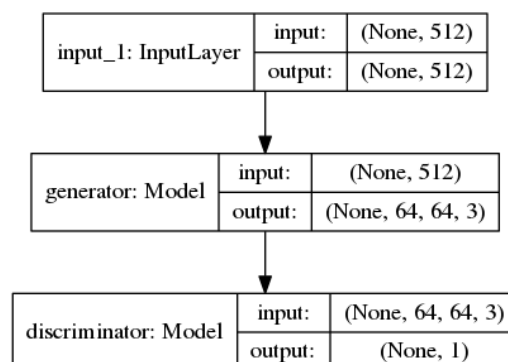 input_1: InputLayer
input: (None, 512)
output: (None, 512)
generator: Model
input: (None, 512)
output: (None, 64, 64, 3)
discriminator: Model
input: (None, 64, 64, 3)
output: (None, 1)